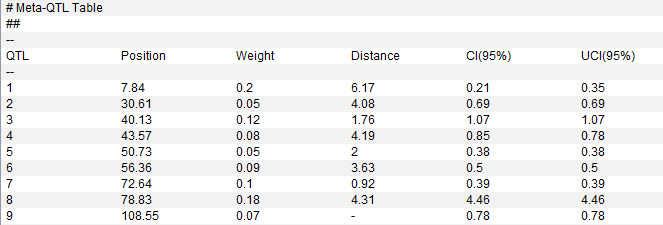 # Meta-QTL Table
##
--
QTL Position Weight Distance CI(95%) UCI(95%)
--
1 7.84 0.2 6.17 0.21 0.35
2 30.61 0.05 4.08 0.69 0.69
3 40.13 0.12 1.76 1.07 1.07
4 43.57 0.08 4.19 0.85 0.78
5 50.73 0.05 2 0.38 0.38
6 56.36 0.09 3.63 0.5 0.5
7 72.64 0.1 0.92 0.39 0.39
8 78.83 0.18 4.31 4.46 4.46
9 108.55 0.07 - 0.78 0.78